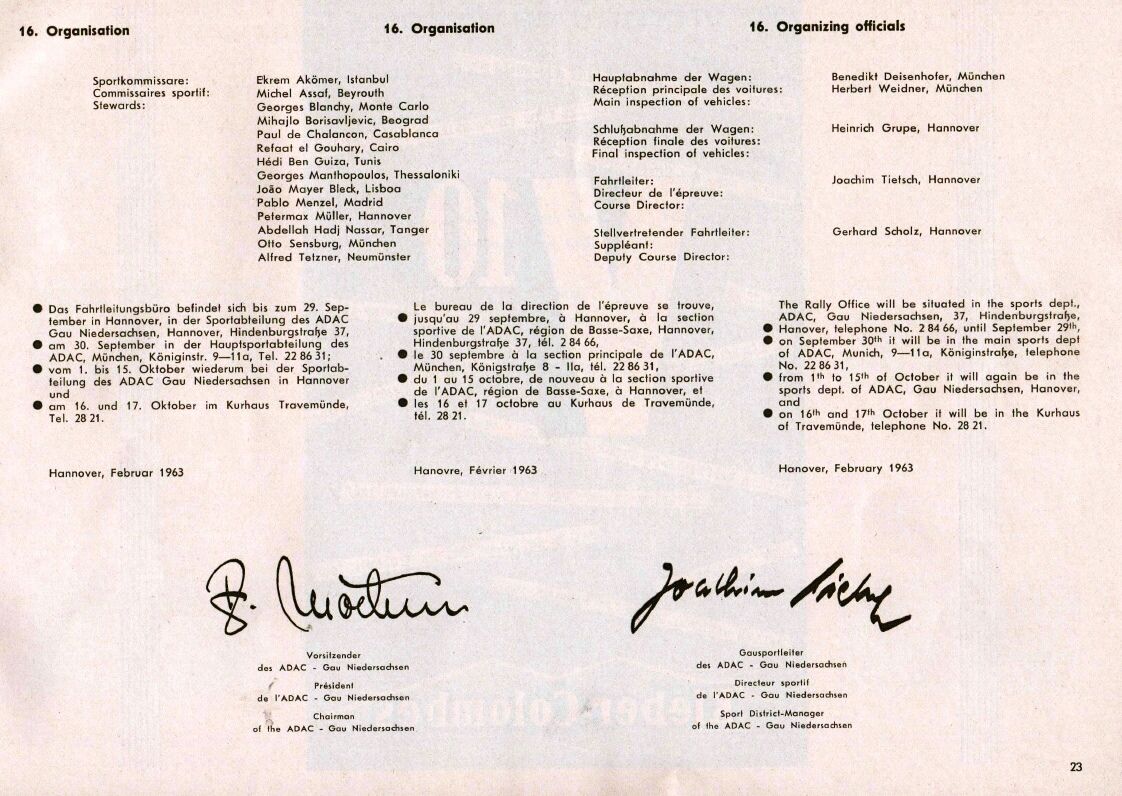 16. Organisation
16. Organisation
16. Organizing officials
Sportkommissare:
Commissaires sportif:
Stewards:
Ekrem Akömer, Istanbul
Michel Assaf, Beyrouth
Georges Blanchy, Monte Carlo
Mihajlo Borisavljevic, Beograd
Paul de Chalancon, Casablanca
Refaat el Gouhary, Cairo
Hédi Ben Guiza, Tunis
Georges Manthopoulos, Thessaloniki
João Mayer Bleck, Lisboa
Pablo Menzel, Madrid
Petermax Müller, Hannover
Abdellah Hadj Nassar, Tanger
Otto Sensburg, München
Alfred Tetzner, Neumünster
Hauptabnahme der Wagen:
Réception principale des voitures:
Main inspection of vehicles:
Benedikt Deisenhofer, München
Herbert Weidner, München
Schlußabnahme der Wagen:
Réception finale des voitures:
Final inspection of vehicles:
Heinrich Grupe, Hannover
Fahrtleiter:
Directeur de l'épreuve:
Course Director:
Joachim Tietsch, Hannover
Stellvertretender Fahrtleiter:
Suppléant:
Deputy Course Director:
Gerhard Scholz, Hannover
● Das Fahrtleitungsbüro befindet sich bis zum 29. Sep-
tember in Hannover, in der Sportabteilung des ADAC
Gau Niedersachsen, Hannover, Hindenburgstraße 37,
● am 30. September in der Hauptsportabteilung des
ADAC, München, Königinstr. 9—11a, Tel. 22 86 31;
● vom 1. bis 15. Oktober wiederum bei der Sportab-
teilung des ADAC Gau Niedersachsen in Hannover
und
● am 16. und 17. Oktober im Kurhaus Travemünde,
Tel. 28 21.
Hannover, Februar 1963
Le bureau de la direction de l'épreuve se trouve,
● jusqu'au 29 septembre, à Hannover, à la section
sportive de l'ADAC, région de Basse-Saxe, Hannover,
Hindenburgstraße 37, tél. 2 84 66,
● le 30 septembre à la section principale de l'ADAC,
München, Königstraße 8 - IIa, tél. 22 86 31,
● du 1 au 15 octobre, de nouveau à la section sportive
de l'ADAC, région de Basse-Saxe, à Hannover, et
● les 16 et 17 octobre au Kurhaus de Travemünde,
tél. 28 21.
Hanovre, Février 1963
The Rally Office will be situated in the sports dept.,
ADAC, Gau Niedersachsen, 37, Hindenburgstraße,
● Hannover, telephone No. 2 84 66, until September 29th,
● on September 30th it will be in the main sports dept
of ADAC, Munich, 9—11a, Königinstraße, telephone
No. 22 86 31,
● from 1th to 15th of October it will again be in the
sports dept. of ADAC, Gau Niedersachsen, Hannover,
and
● on 16th and 17th October it will be in the Kurhaus
of Travemünde, telephone No. 28 21.
Hannover, February 1963
Joachim
Vorsitzender
des ADAC - Gau Niedersachsen
Président
de l'ADAC - Gau Niedersachsen
Chairman
of the ADAC - Gau Niedersachsen
Gausportleiter
des ADAC - Gau Niedersachsen
Directeur sportif
de l'ADAC - Gau Niedersachsen
Sport District-Manager
of the ADAC - Gau Niedersachsen
23